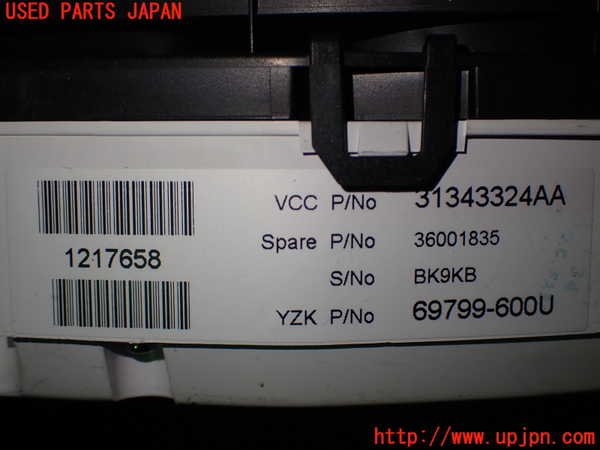 USED PARTS JAPAN
VCC P/No 31343324AA
1217658
Spare P/No 36001835
S/No BK9KB
YZK P/No 69799-600U
http://www.upjpn.com